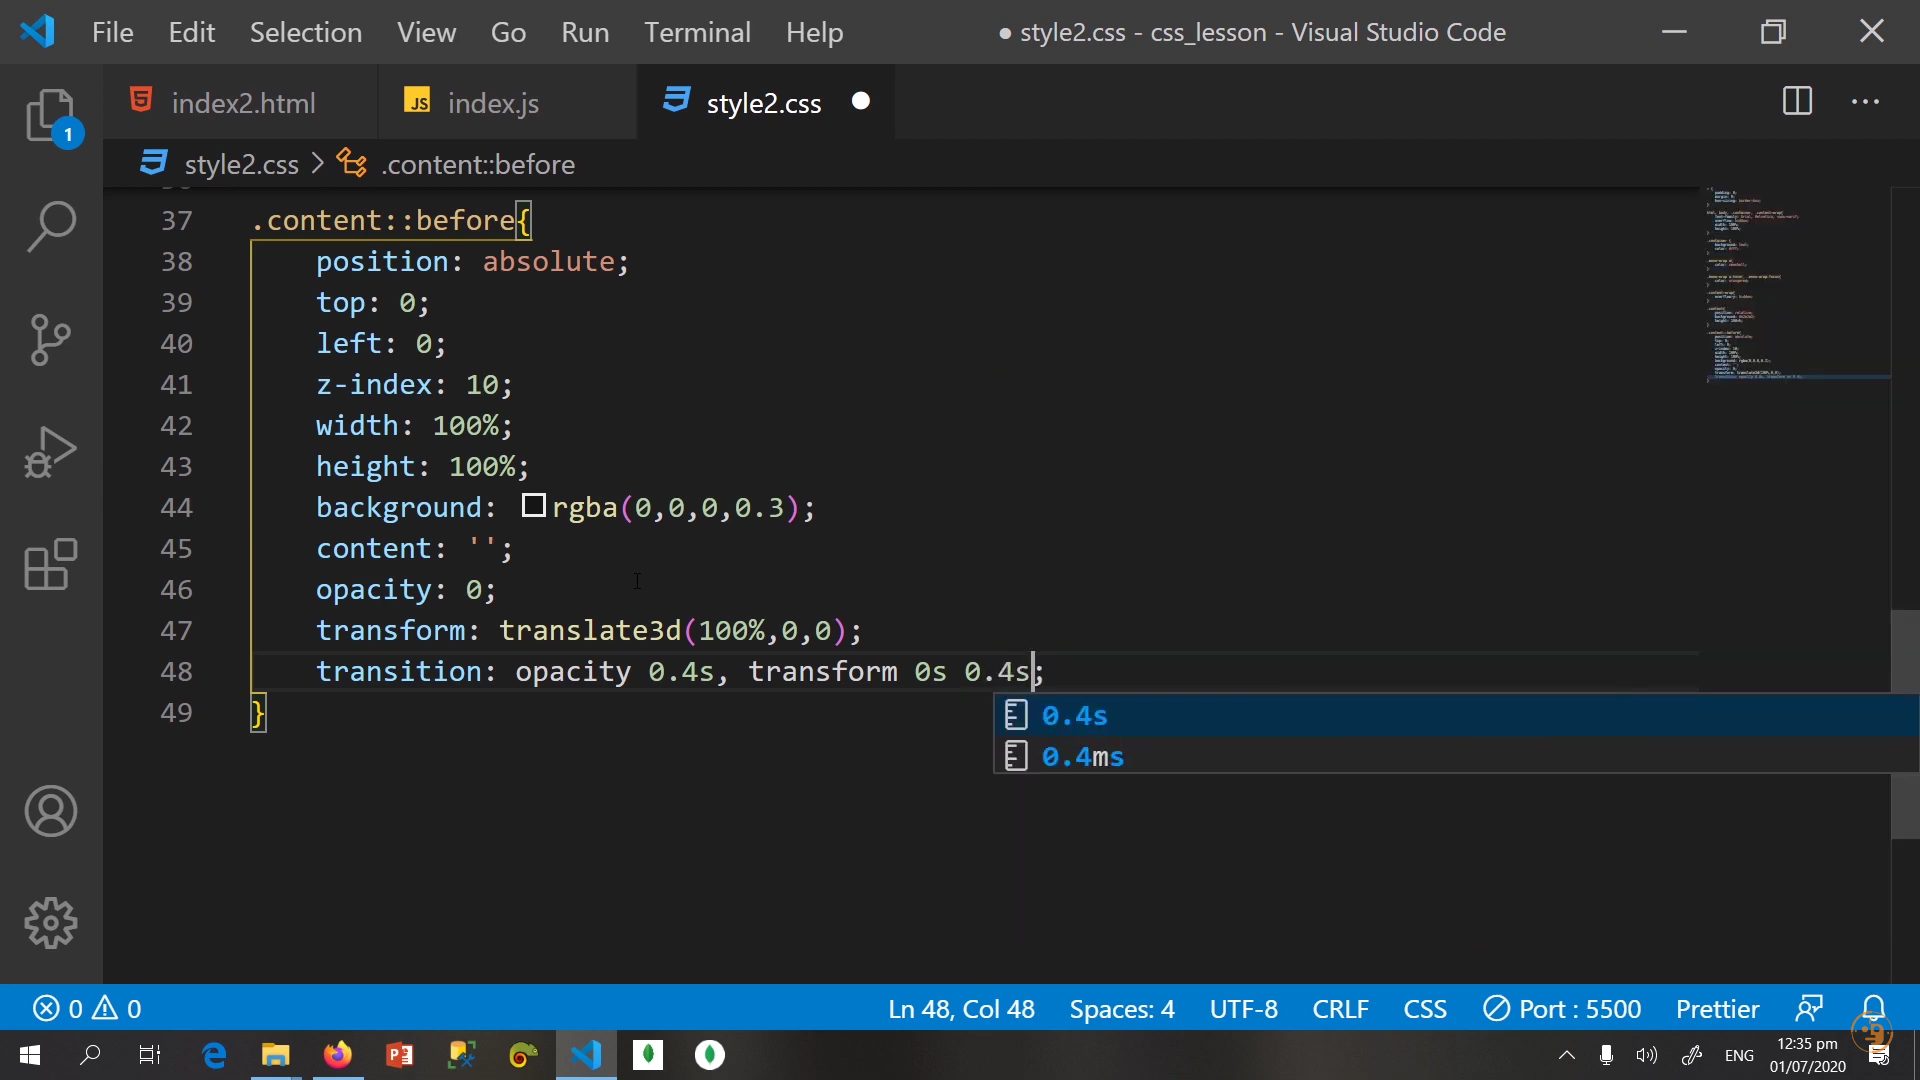 File Edit Selection View Go Run Terminal Help ● style2.css - css_lesson - Visual Studio Code
index2.html JS index.js style2.css
1
style2.css > .content::before
37 .content::before{
38 position: absolute;
39 top: 0;
40 left: 0;
41 z-index: 10;
42 width: 100%;
43 height: 100%;
44 background: rgba(0,0,0,0.3);
45 content: '';
46 opacity: 0;
47 transform: translate3d(100%,0,0);
48 transition: opacity 0.4s, transform 0s 0.4s;
49 }
0.4s
0.4ms
0 0 Ln 48, Col 48 Spaces: 4 UTF-8 CRLF CSS Port : 5500 Prettier
ENG 12:35 pm
01/07/2020